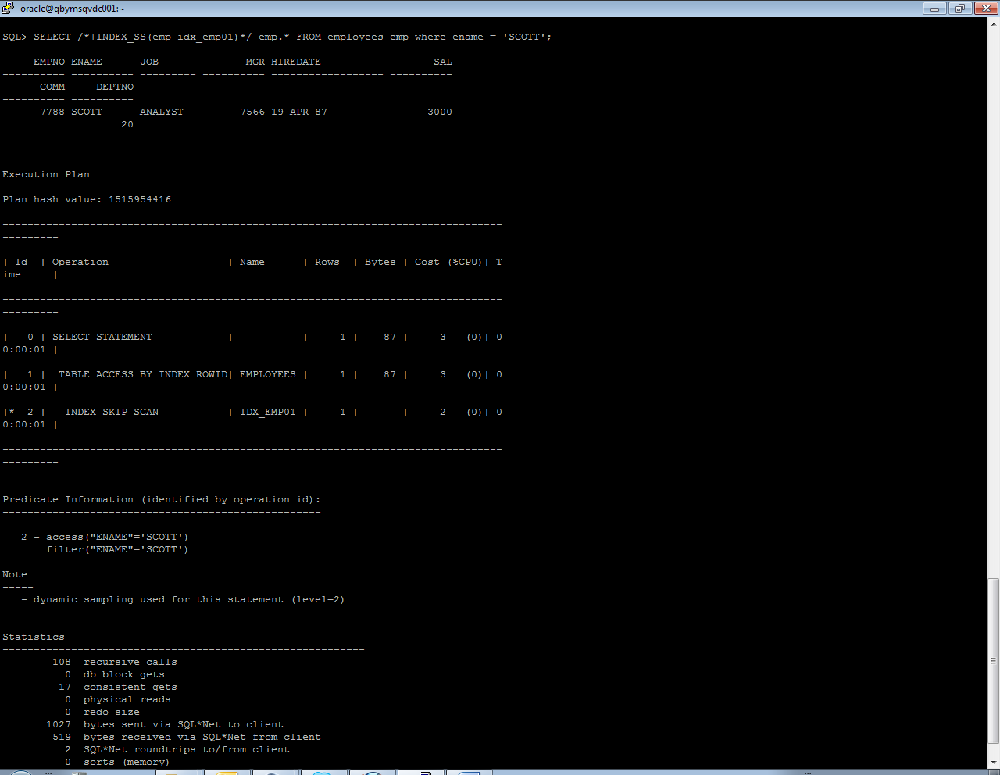 oracle@qbymsqvdc001:~
SQL> SELECT /*+INDEX_SS(emp idx_emp01)*/ emp.* FROM employees emp where ename = 'SCOTT';
     EMPNO ENAME      JOB              MGR HIREDATE                  SAL
---------- ---------- --------- ---------- ------------------ ----------
      COMM     DEPTNO
---------- ----------
      7788 SCOTT      ANALYST         7566 19-APR-87                3000
                   20
Execution Plan
----------------------------------------------------------
Plan hash value: 1515954416
--------------------------------------------------------------------------------
---------
| Id  | Operation                   | Name      | Rows  | Bytes | Cost (%CPU)| T
ime     |
--------------------------------------------------------------------------------
---------
|   0 | SELECT STATEMENT            |           |     1 |    87 |     3   (0)| 0
0:00:01 |
|   1 |  TABLE ACCESS BY INDEX ROWID| EMPLOYEES |     1 |    87 |     3   (0)| 0
0:00:01 |
|*  2 |   INDEX SKIP SCAN           | IDX_EMP01 |     1 |       |     2   (0)| 0
0:00:01 |
--------------------------------------------------------------------------------
---------
Predicate Information (identified by operation id):
---------------------------------------------------
   2 - access("ENAME"='SCOTT')
       filter("ENAME"='SCOTT')
Note
-----
   - dynamic sampling used for this statement (level=2)
Statistics
----------------------------------------------------------
        108  recursive calls
          0  db block gets
         17  consistent gets
          0  physical reads
          0  redo size
       1027  bytes sent via SQL*Net to client
        519  bytes received via SQL*Net from client
          2  SQL*Net roundtrips to/from client
          0  sorts (memory)